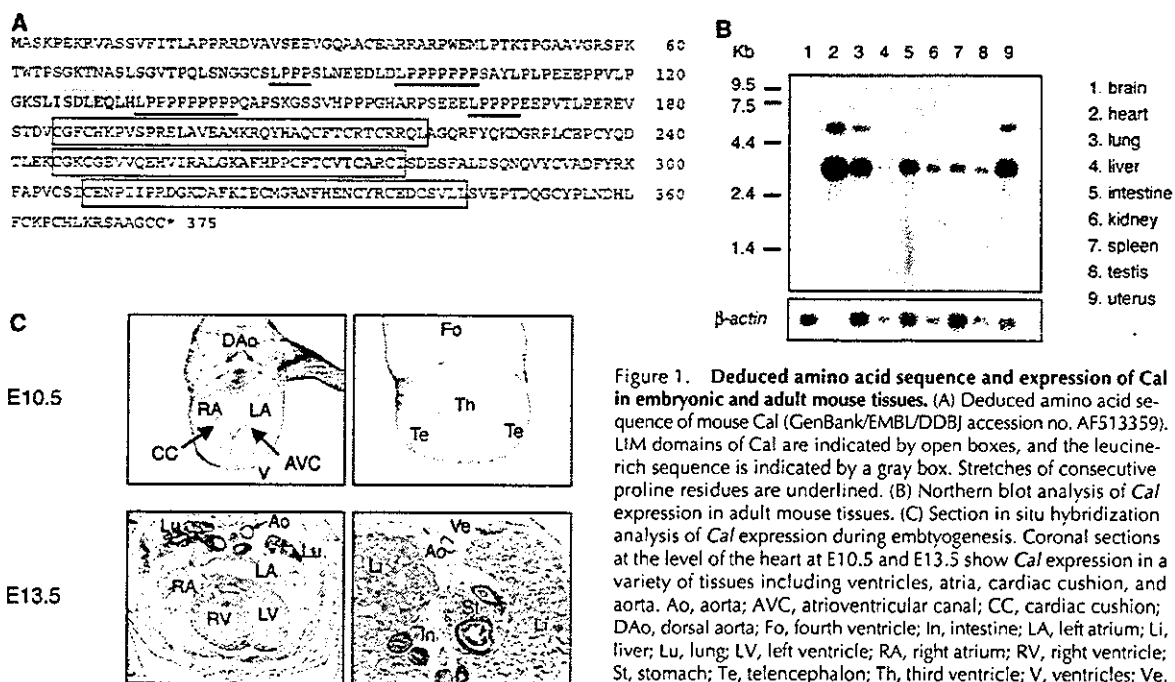 A
MASKPEKRVASSVFITLAPPRRDVAVSEEVGQAACEARRARPWEMLPTKTPGAAVGRSPK 60
TWTPSGKTNASLSGVTPQLSNGGCSLPPPSLNEEDLDLPPPPPPPSAYLPLPEEEPPVLP 120
GKSLISDLEQLHLPPPPPPPPPQAPSKGSSVHPPPGHARPSEEELPPPPEEPVTLPEREV 180
STDVCGFCHKPVSPRELAVEAMKRQYHAQCFTCRTCRRQLAGQRFYQKDGRPLCEPCYQD 240
TLEKCGKCGEVVQEHVIRALGKAFHPPCFTCVTCARCISDESFALDSQNQVYCVADFYRK 300
FAPVCSICENPIIPRDGKDAFKIECMGRNFHENCYRCEDCSVLLSVEPTDQGCYPLNDHL 360
FCKPCHLKRSAAGCC* 375
B
Kb 1 2 3 4 5 6 7 8 9
9.5
7.5
4.4
2.4
1.4
β-actin
1. brain
2. heart
3. lung
4. liver
5. intestine
6. kidney
7. spleen
8. testis
9. uterus
C
E10.5
DAo
RA LA
CC
AVC
V
Fo
Th
Te Te
E13.5
Lu Ao
Lu
LA
RA
RV LV
Ve
Ao
Li
St
Li
In
Figure 1. Deduced amino acid sequence and expression of Cal
in embryonic and adult mouse tissues. (A) Deduced amino acid se-
quence of mouse Cal (GenBank/EMBL/DDBJ accession no. AF513359).
LIM domains of Cal are indicated by open boxes, and the leucine-
rich sequence is indicated by a gray box. Stretches of consecutive
proline residues are underlined. (B) Northern blot analysis of Cal
expression in adult mouse tissues. (C) Section in situ hybridization
analysis of Cal expression during embtyogenesis. Coronal sections
at the level of the heart at E10.5 and E13.5 show Cal expression in a
variety of tissues including ventricles, atria, cardiac cushion, and
aorta. Ao, aorta; AVC, atrioventricular canal; CC, cardiac cushion;
DAo, dorsal aorta; Fo, fourth ventricle; In, intestine; LA, left atrium; Li,
liver; Lu, lung; LV, left ventricle; RA, right atrium; RV, right ventricle;
St, stomach; Te, telencephalon; Th, third ventricle; V, ventricles; Ve,